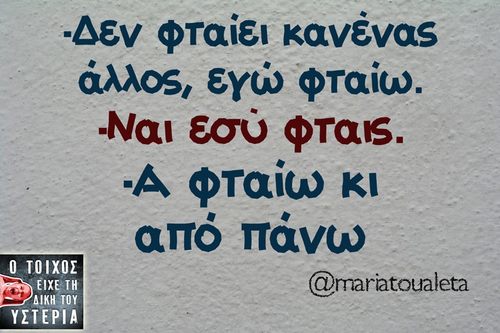 -Δεν φταίει κανένας
άλλος, εγώ φταίω.
-Ναι εσύ φταις.
-Α φταίω κι
από πάνω
@mariatoualeta
Ο ΤΟΙΧΟΣ
ΕΙΧΕ ΤΗ
ΔΙΚΗ ΤΟΥ
ΥΣΤΕΡΙΑ